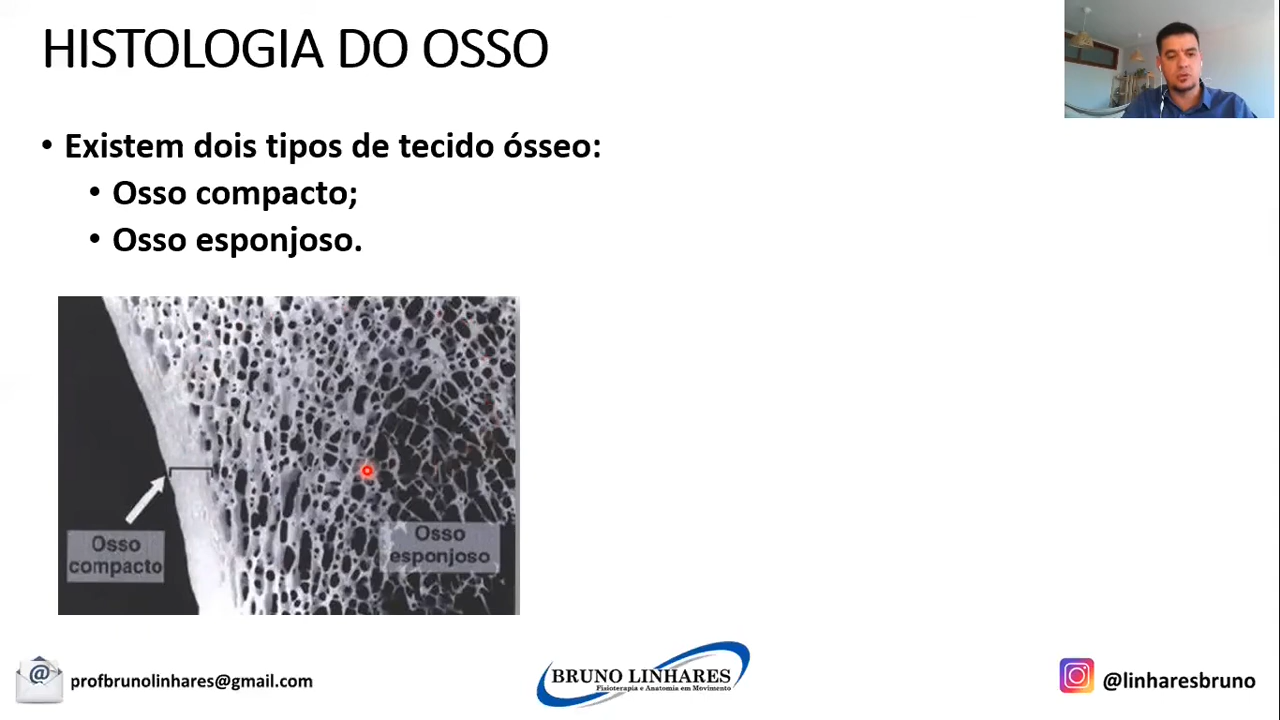 HISTOLOGIA DO OSSO
• Existem dois tipos de tecido ósseo:
• Osso compacto;
• Osso esponjoso.
Osso
compacto
Osso
esponjoso
@ profbrunolinhares@gmail.com
BRUNO LINHARES
Fisioterapia e Anatomia em Movimento
@linharesbruno